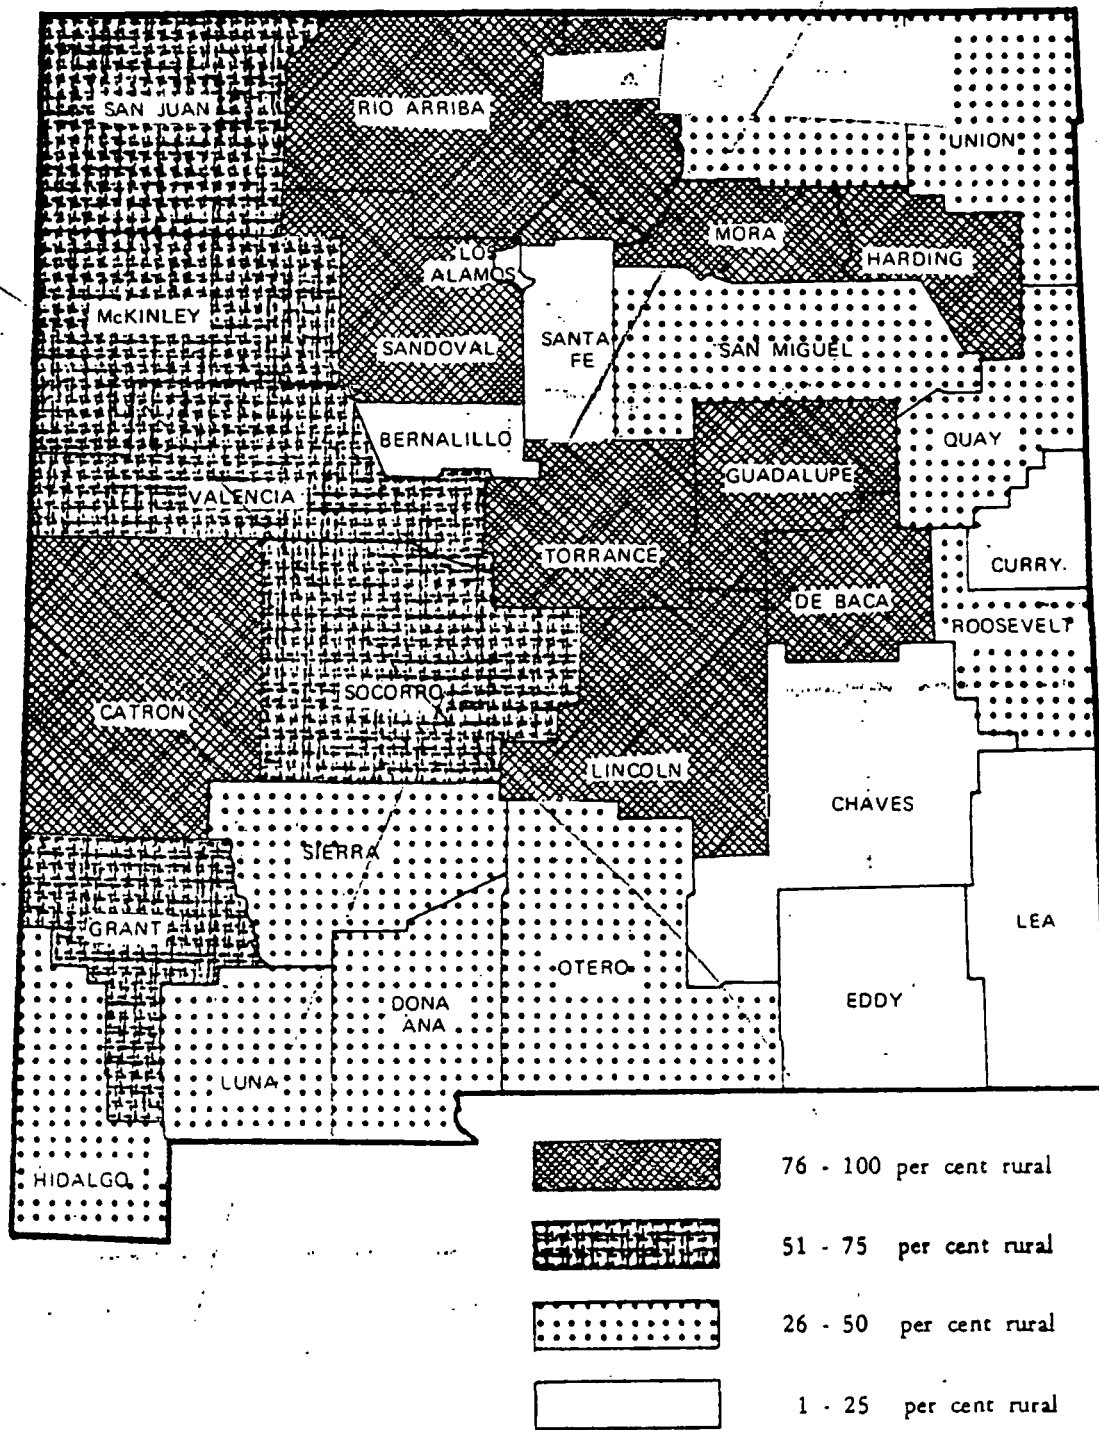 SAN JUAN
RIO ARRIBA
UNION
MORA
HARDING
LOS
ALAMOS
McKINLEY
SANDOVAL
SANTA
FE
SAN MIGUEL
BERNALILLO
QUAY
GUADALUPE
VALENCIA
TORRANCE
CURRY.
DE BACA
ROOSEVELT
SOCORRO
CATRON
LINCOLN
CHAVES
SIERRA
GRANT
LEA
OTERO
DONA
ANA
EDDY
LUNA
HIDALGO
76 - 100 per cent rural
51 - 75 per cent rural
26 - 50 per cent rural
1 - 25 per cent rural